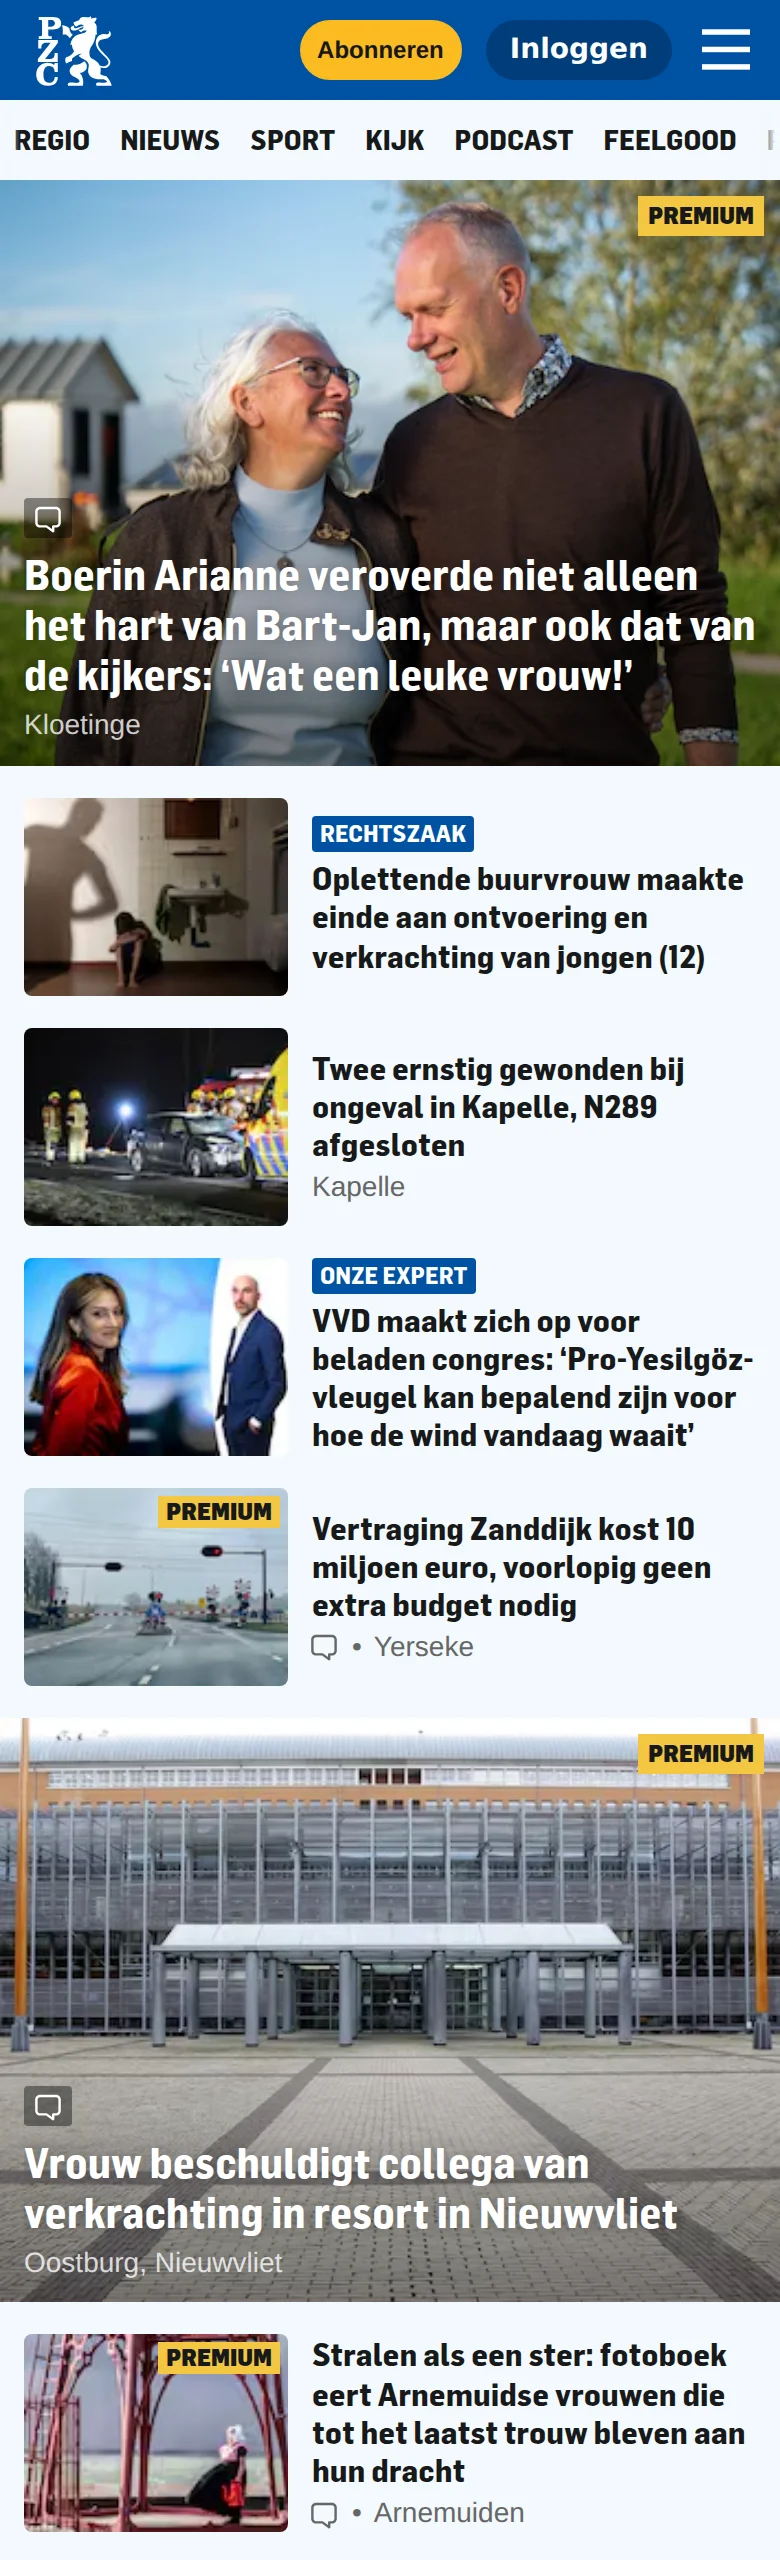 PZC
Abonneren
Inloggen
REGIO NIEUWS SPORT KIJK PODCAST FEELGOOD
PREMIUM
Boerin Arianne veroverde niet alleen
het hart van Bart-Jan, maar ook dat van
de kijkers: ‘Wat een leuke vrouw!’
Kloetinge
RECHTSZAAK
Oplettende buurvrouw maakte
einde aan ontvoering en
verkrachting van jongen (12)
Twee ernstig gewonden bij
ongeval in Kapelle, N289
afgesloten
Kapelle
ONZE EXPERT
VVD maakt zich op voor
beladen congres: ‘Pro-Yesilgöz-
vleugel kan bepalend zijn voor
hoe de wind vandaag waait’
PREMIUM
Vertraging Zanddijk kost 10
miljoen euro, voorlopig geen
extra budget nodig
• Yerseke
PREMIUM
Vrouw beschuldigt collega van
verkrachting in resort in Nieuwvliet
Oostburg, Nieuwvliet
PREMIUM
Stralen als een ster: fotoboek
eert Arnemuidse vrouwen die
tot het laatst trouw bleven aan
hun dracht
• Arnemuiden